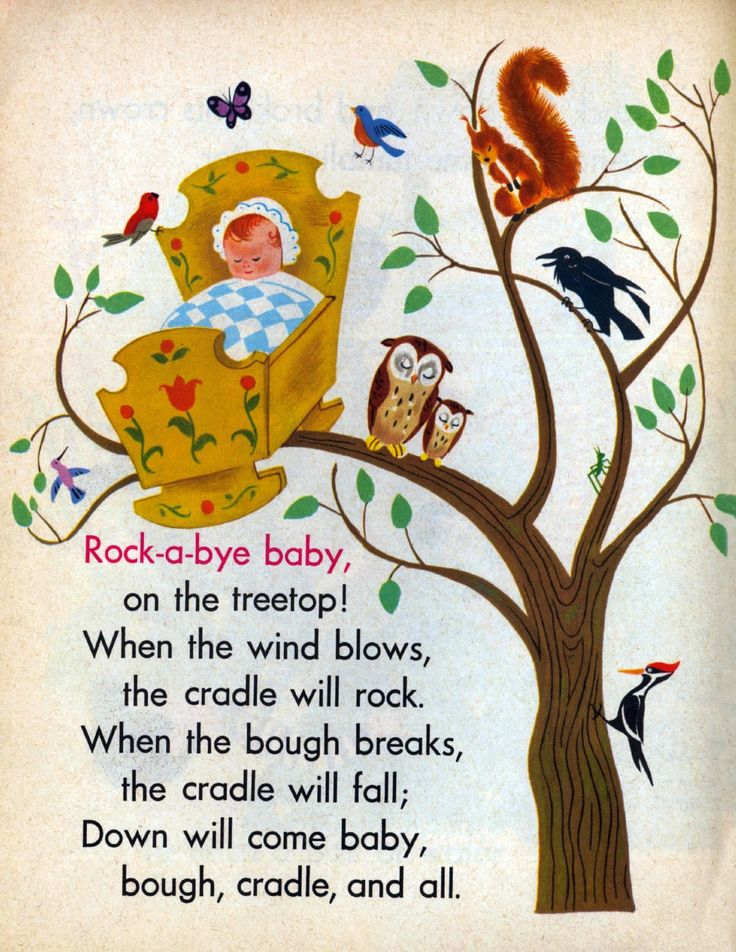 Rock-a-bye baby,
on the treetop!
When the wind blows,
the cradle will rock.
When the bough breaks,
the cradle will fall;
Down will come baby,
bough, cradle, and all.